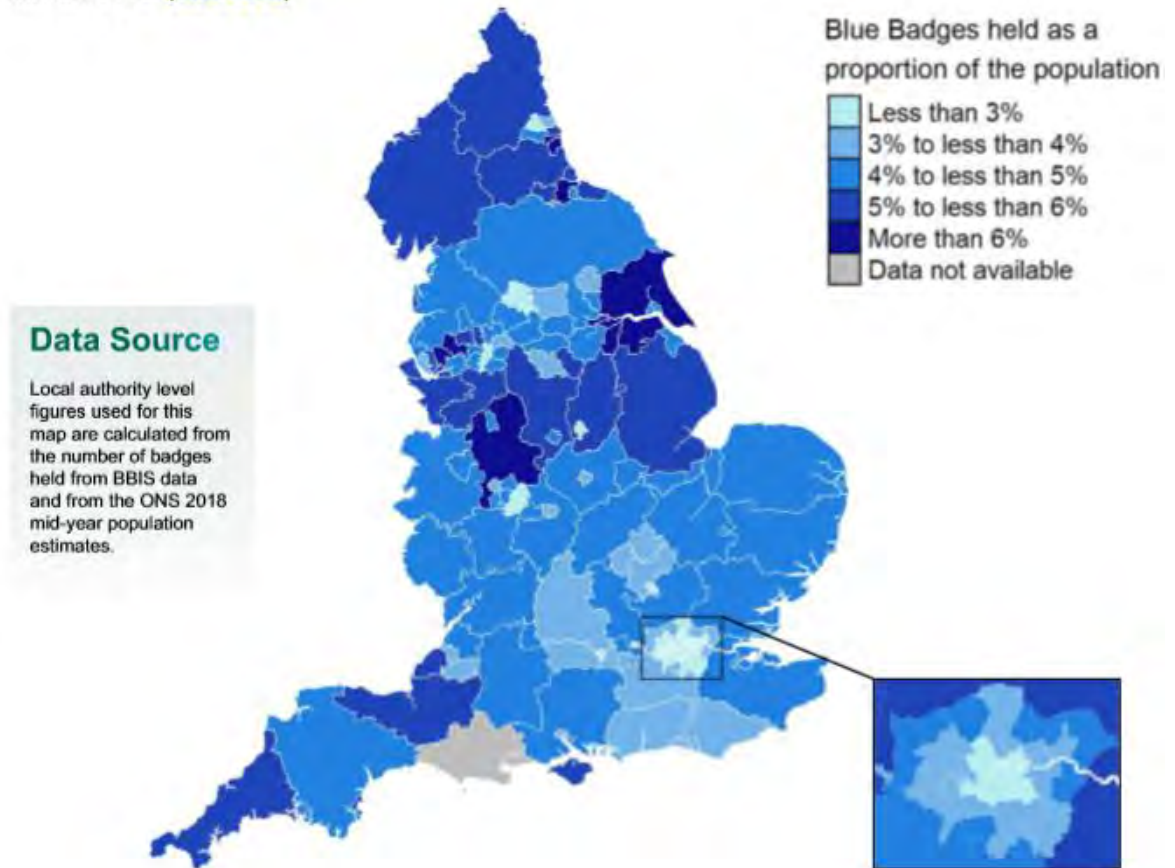 Blue Badges held as a
proportion of the population
Less than 3%
3% to less than 4%
4% to less than 5%
5% to less than 6%
More than 6%
Data not available
Data Source
Local authority level
figures used for this
map are calculated from
the number of badges
held from BBIS data
and from the ONS 2018
mid-year population
estimates.